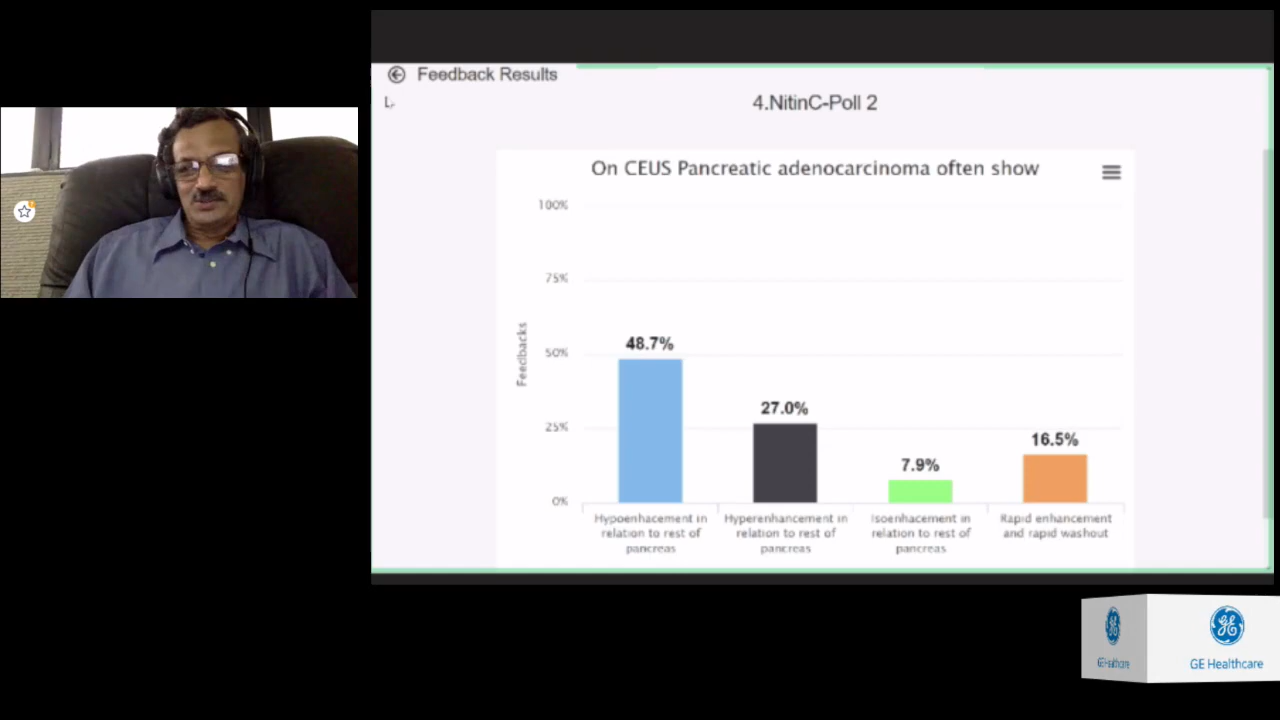 Feedback Results
4.NitinC-Poll 2
On CEUS Pancreatic adenocarcinoma often show
100%
75%
50%
25%
0%
Feedbacks
48.7%
27.0%
7.9%
16.5%
Hypoenhacement in
relation to rest of
pancreas
Hyperenhancement in
relation to rest of
pancreas
Isoenhacement in
relation to rest of
pancreas
Rapid enhancement
and rapid washout
GE Healthcare
GE Healthcare